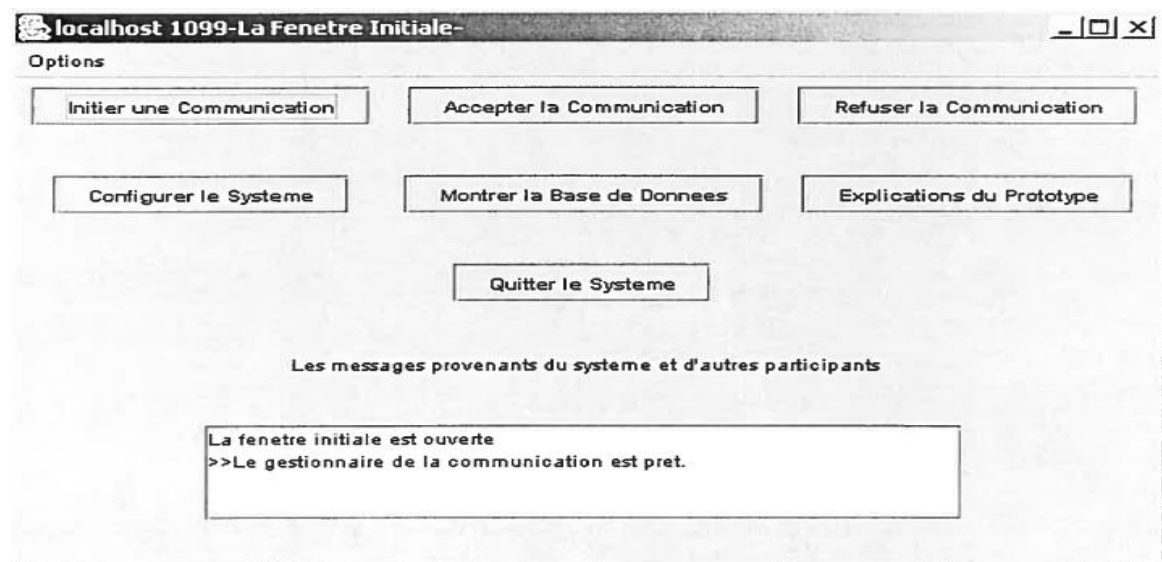 localhost 1099-La Fenetre Initiale-
Options
Initier une Communication
Accepter la Communication
Refuser la Communication
Configurer le Systeme
Montrer la Base de Donnees
Explications du Prototype
Quitter le Systeme
Les messages provenants du systeme et d'autres participants
La fenetre initiale est ouverte
>>Le gestionnaire de la communication est pret.